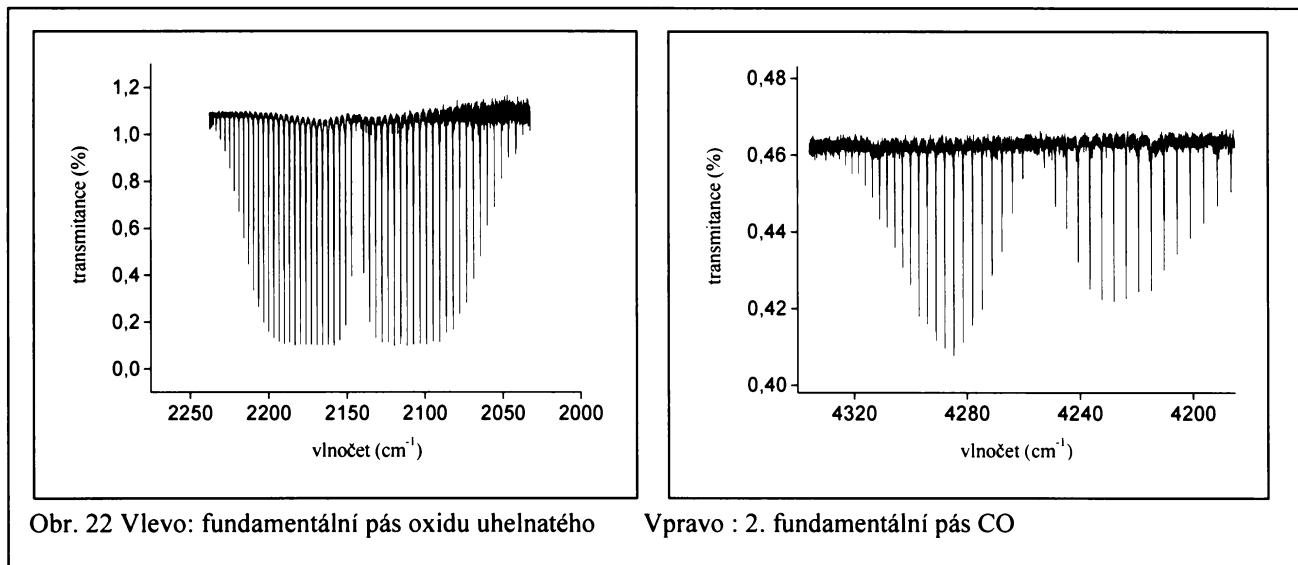 1,2
1,0
0,8
0,6
0,4
0,2
0,0
transmitance (%)
2250 2200 2150 2100 2050 2000
vlnočet (cm⁻¹)
0,48
0,46
0,44
0,42
0,40
transmitance (%)
4320 4280 4240 4200
vlnočet (cm⁻¹)
Obr. 22 Vlevo: fundamentální pás oxidu uhelnatého Vpravo : 2. fundamentální pás CO